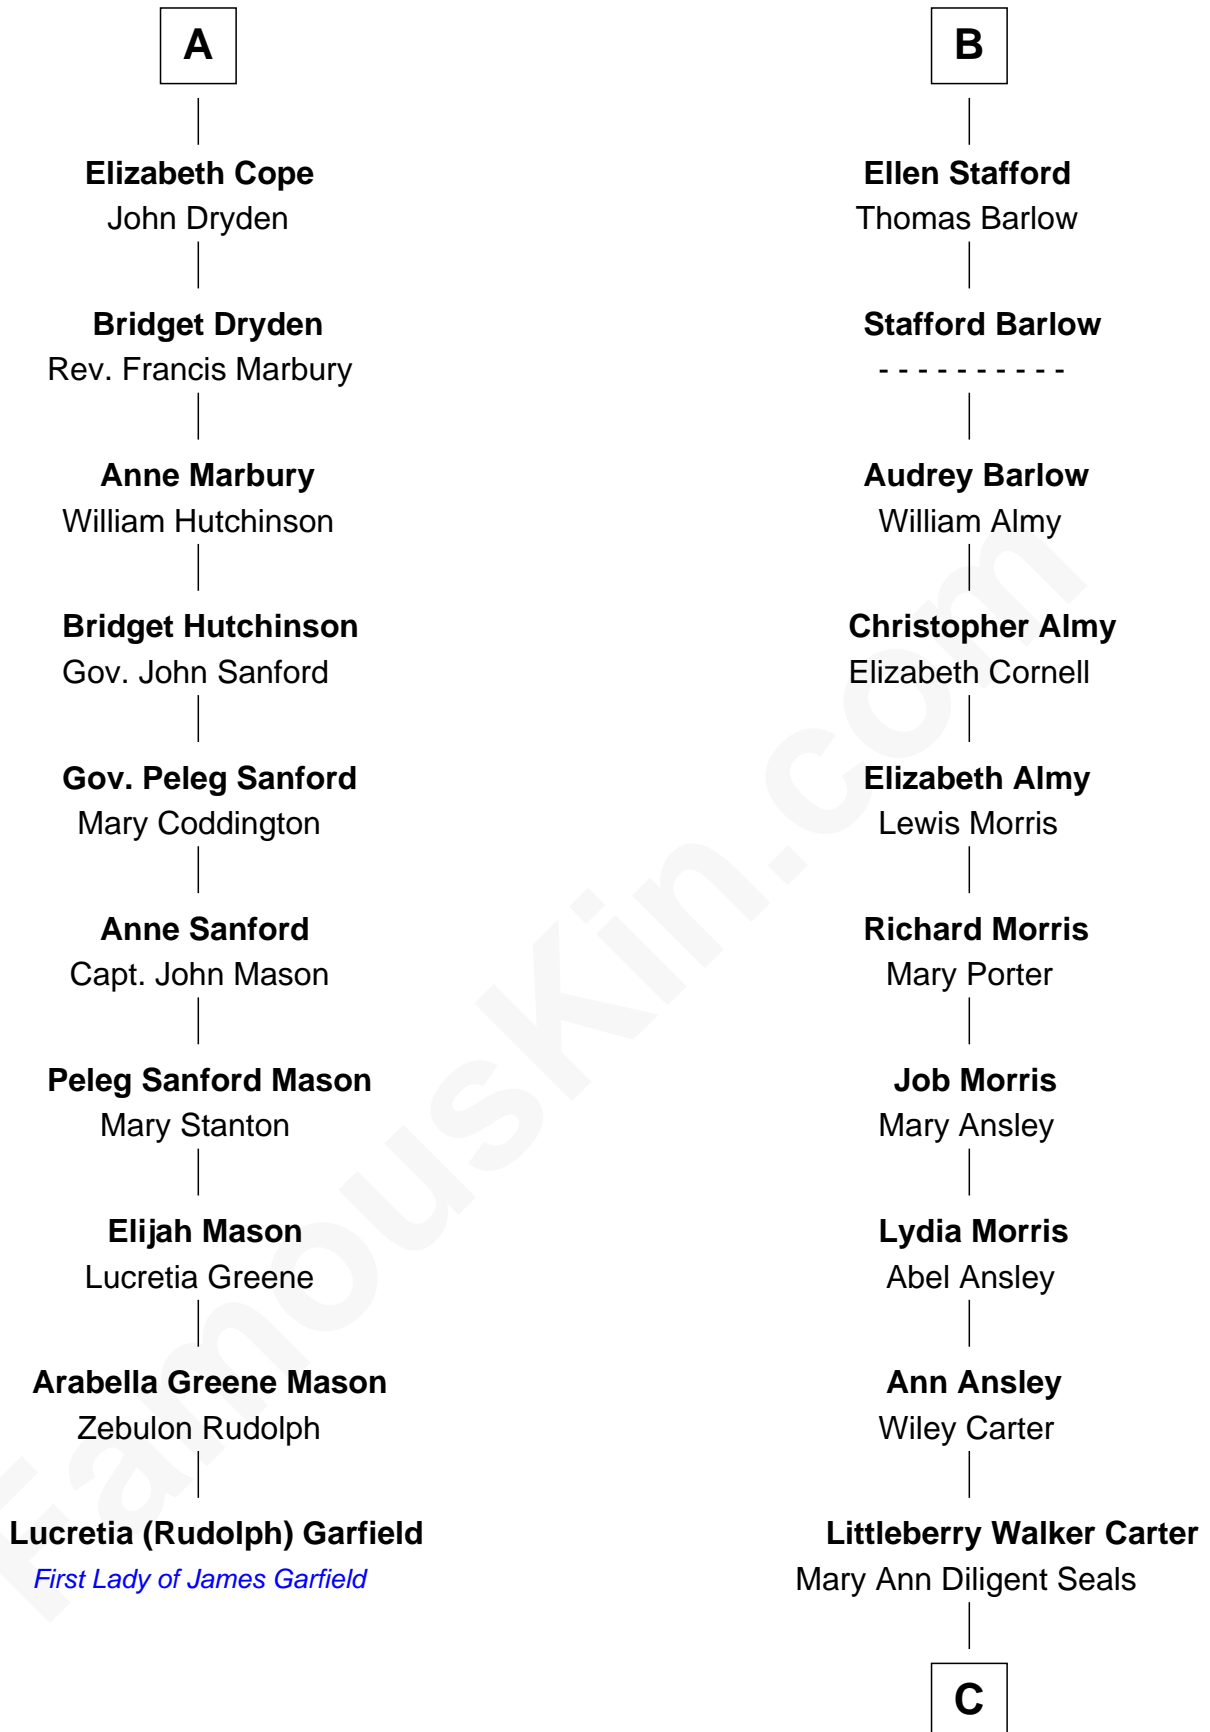 A
Elizabeth Cope
John Dryden
Bridget Dryden
Rev. Francis Marbury
Anne Marbury
William Hutchinson
Bridget Hutchinson
Gov. John Sanford
Gov. Peleg Sanford
Mary Coddington
Anne Sanford
Capt. John Mason
Peleg Sanford Mason
Mary Stanton
Elijah Mason
Lucretia Greene
Arabella Greene Mason
Zebulon Rudolph
Lucretia (Rudolph) Garfield
First Lady of James Garfield
B
Ellen Stafford
Thomas Barlow
Stafford Barlow
- - - - - - - - - -
Audrey Barlow
William Almy
Christopher Almy
Elizabeth Cornell
Elizabeth Almy
Lewis Morris
Richard Morris
Mary Porter
Job Morris
Mary Ansley
Lydia Morris
Abel Ansley
Ann Ansley
Wiley Carter
Littleberry Walker Carter
Mary Ann Diligent Seals
C
FamousKin.com